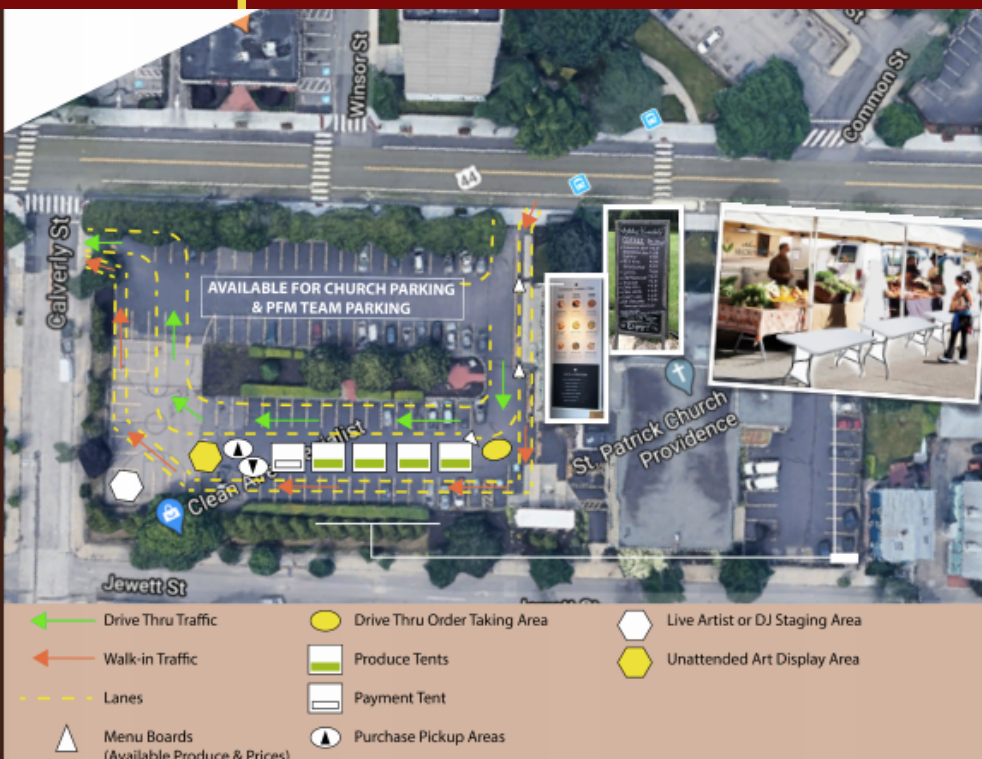 Winsor St
Common St
St
44
Calverly St
AVAILABLE FOR CHURCH PARKING
& PFM TEAM PARKING
St. Patrick Church
Providence
Clean
Jewett St
Drive Thru Traffic
Drive Thru Order Taking Area
Live Artist or DJ Staging Area
Walk-in Traffic
Produce Tents
Unattended Art Display Area
Lanes
Payment Tent
Menu Boards
(Available Produce & Prices)
Purchase Pickup Areas